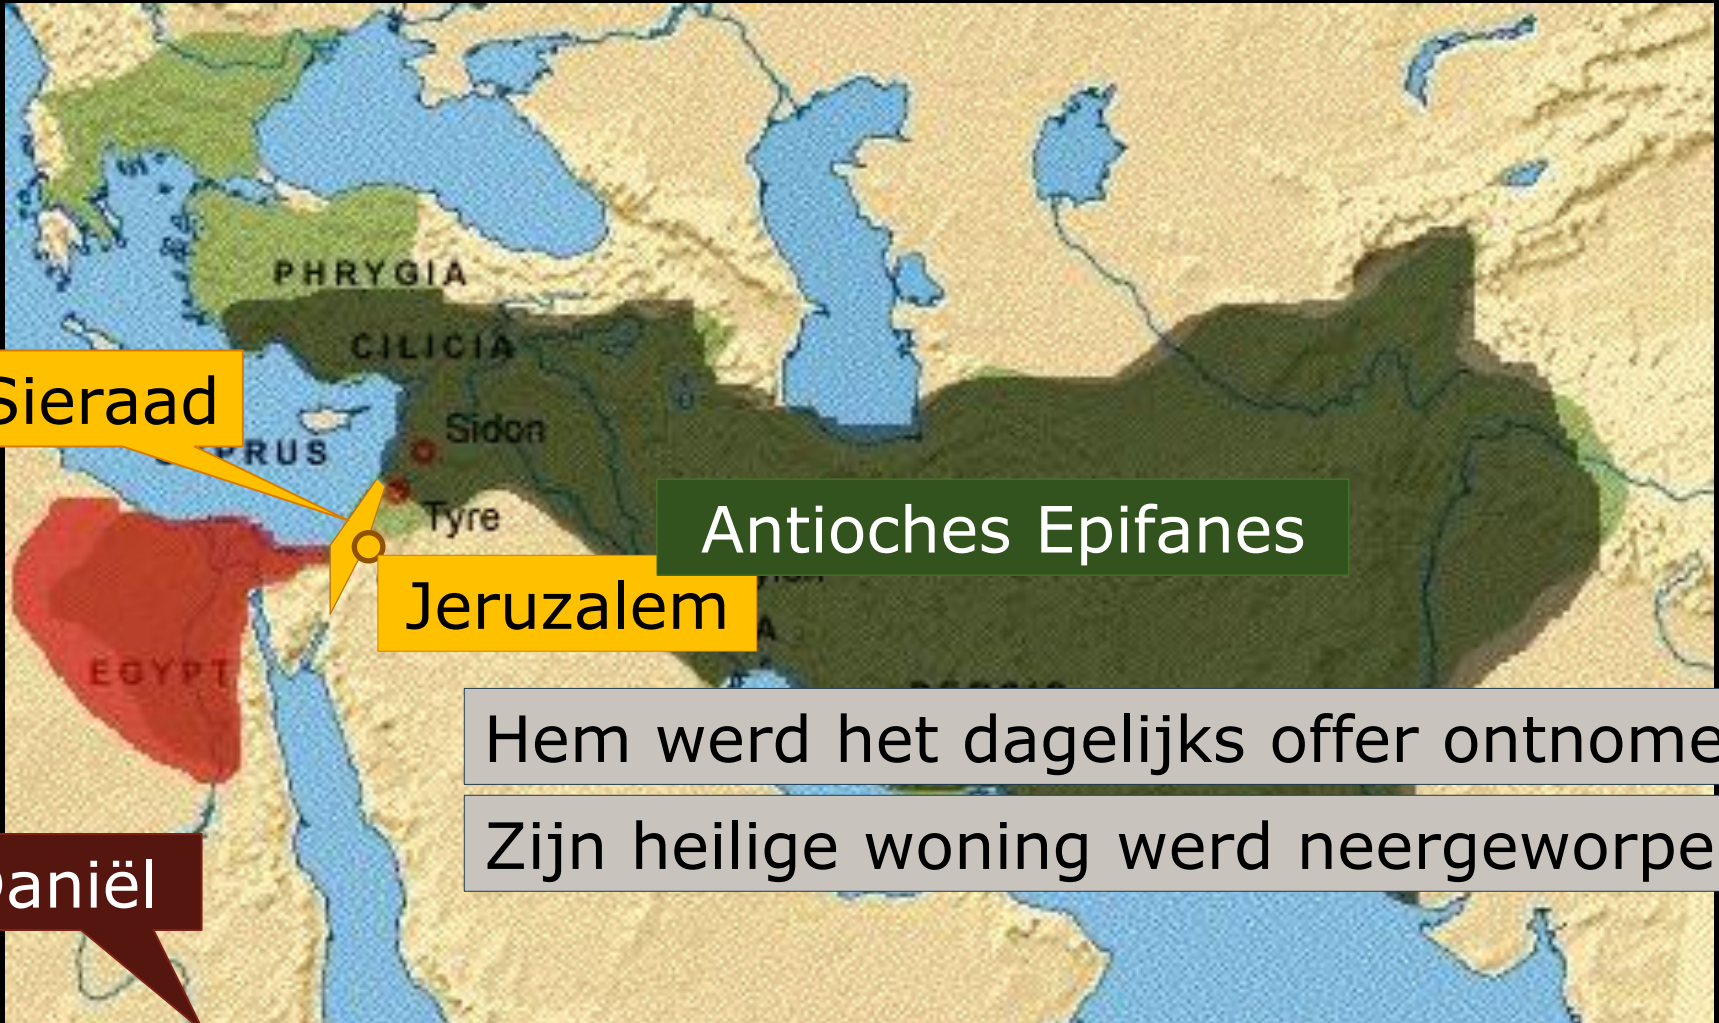 PHRYGIA
CILICIA
Sieraad
Sidon
Tyre
Antioches Epifanes
Jeruzalem
EGYPT
Hem werd het dagelijks offer ontnome
Zijn heilige woning werd neergeworpe
Daniël